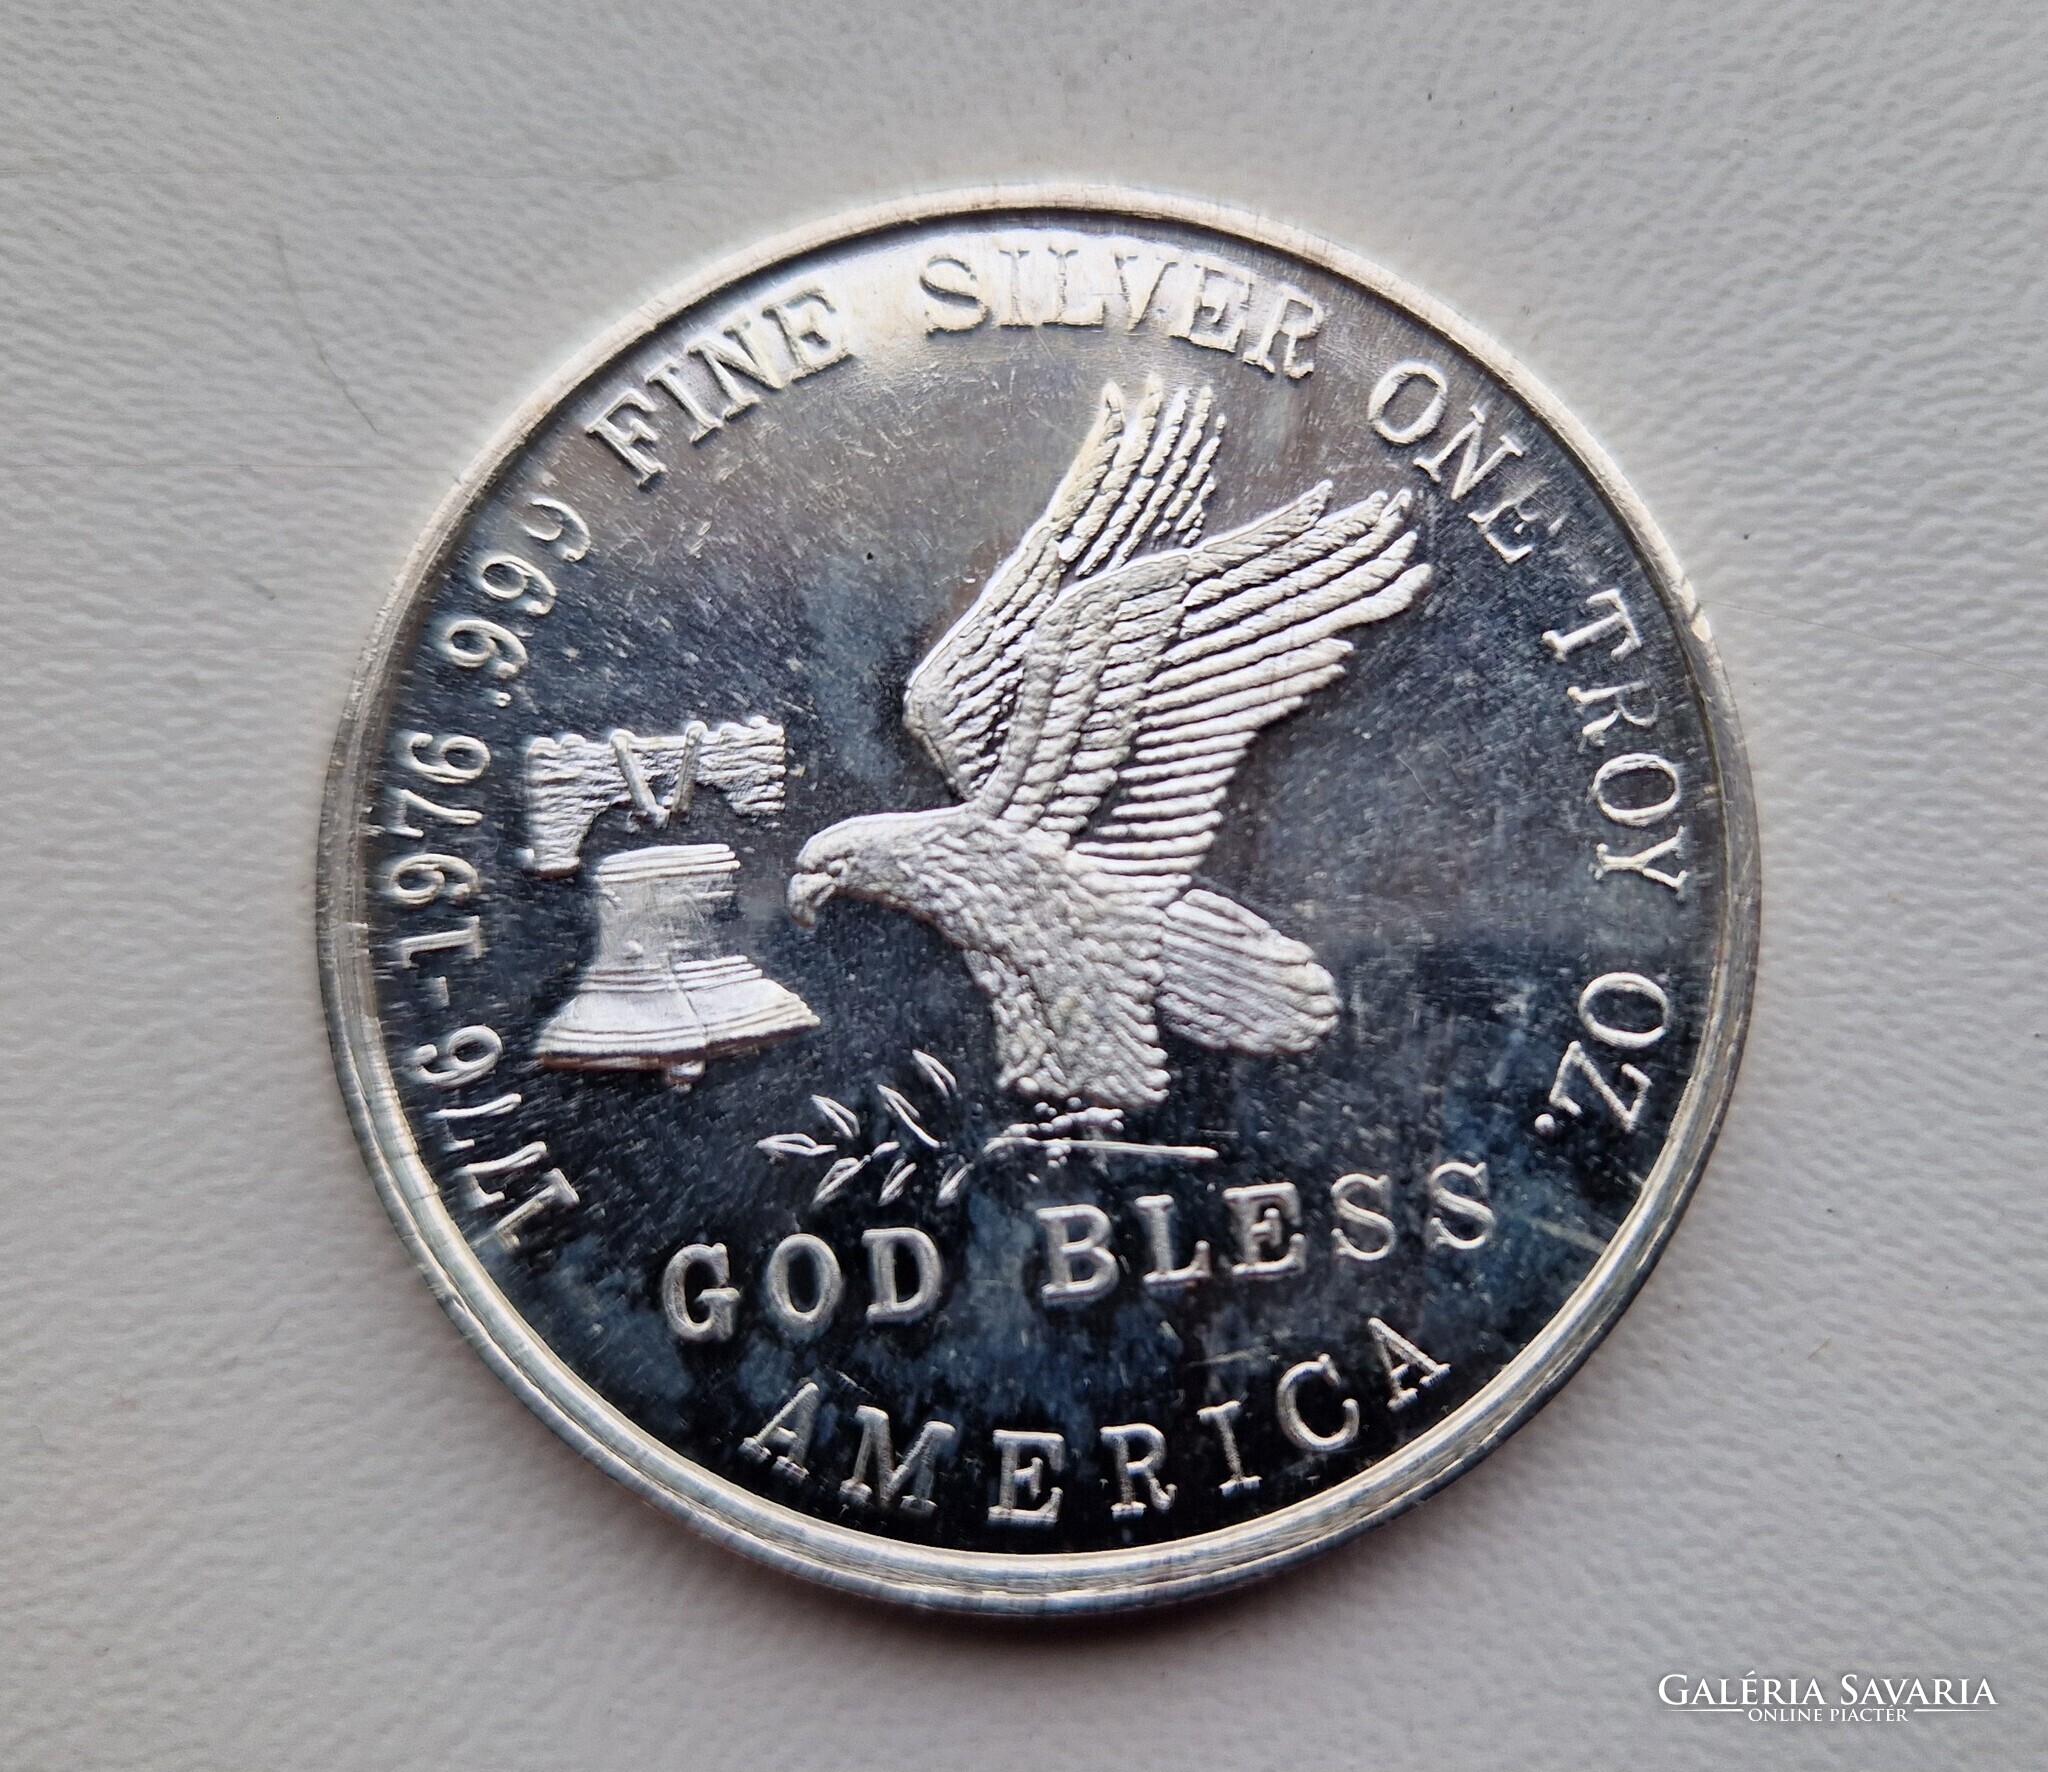 1776-1976 .999 FINE SILVER ONE TROY OZ.
GOD BLESS
AMERICA
GALÉRIA SAVARIA
ONLINE PIACTÉR